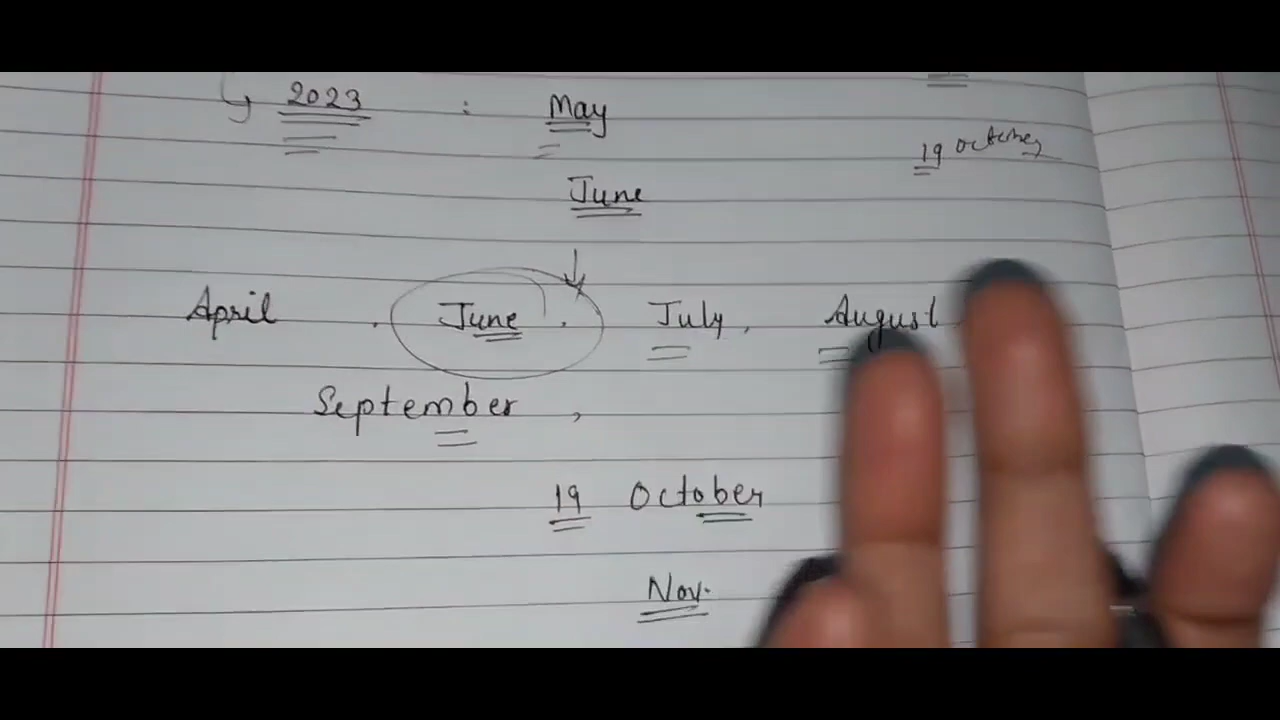 2023 : May
19 October
June
April . June . July , August
September ,
19 October
Nov.